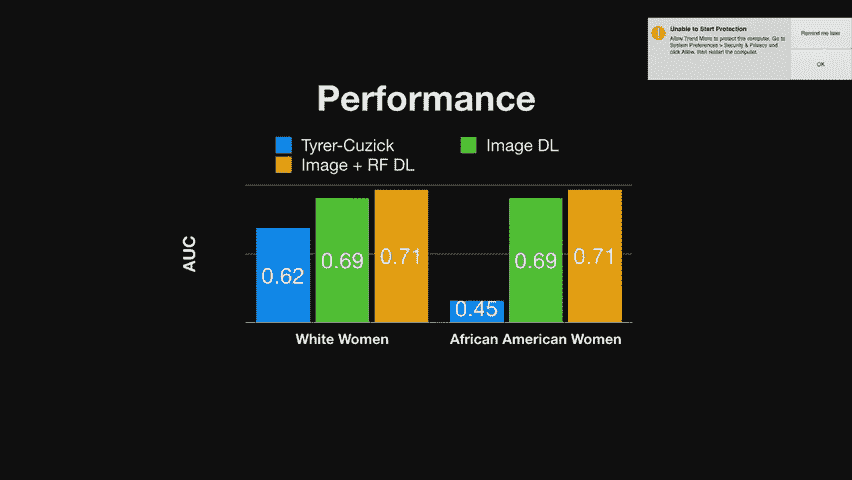 Unable to Start Protection
Allow Trend Micro to protect this computer. Go to
System Preferences > Security & Privacy and
click Allow, then restart the computer.
Remind me later
OK
Performance
Tyrer-Cuzick
Image DL
Image + RF DL
AUC
0.62
0.69
0.71
0.45
0.69
0.71
White Women
African American Women